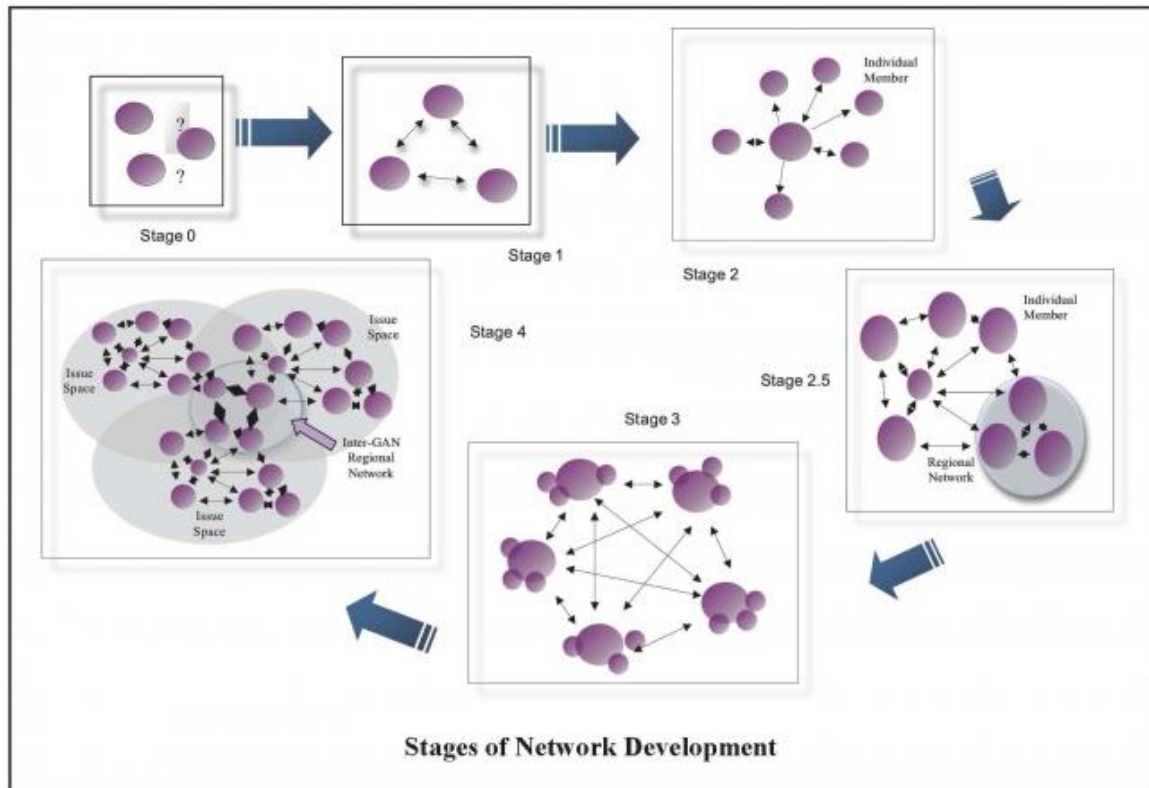 ?
?
Stage 0
Stage 1
Individual
Member
Stage 2
Individual
Member
Stage 2.5
Regional
Network
Stage 3
Stage 4
Issue
Space
Issue
Space
Inter-GAN
Regional
Network
Issue
Space
Stages of Network Development